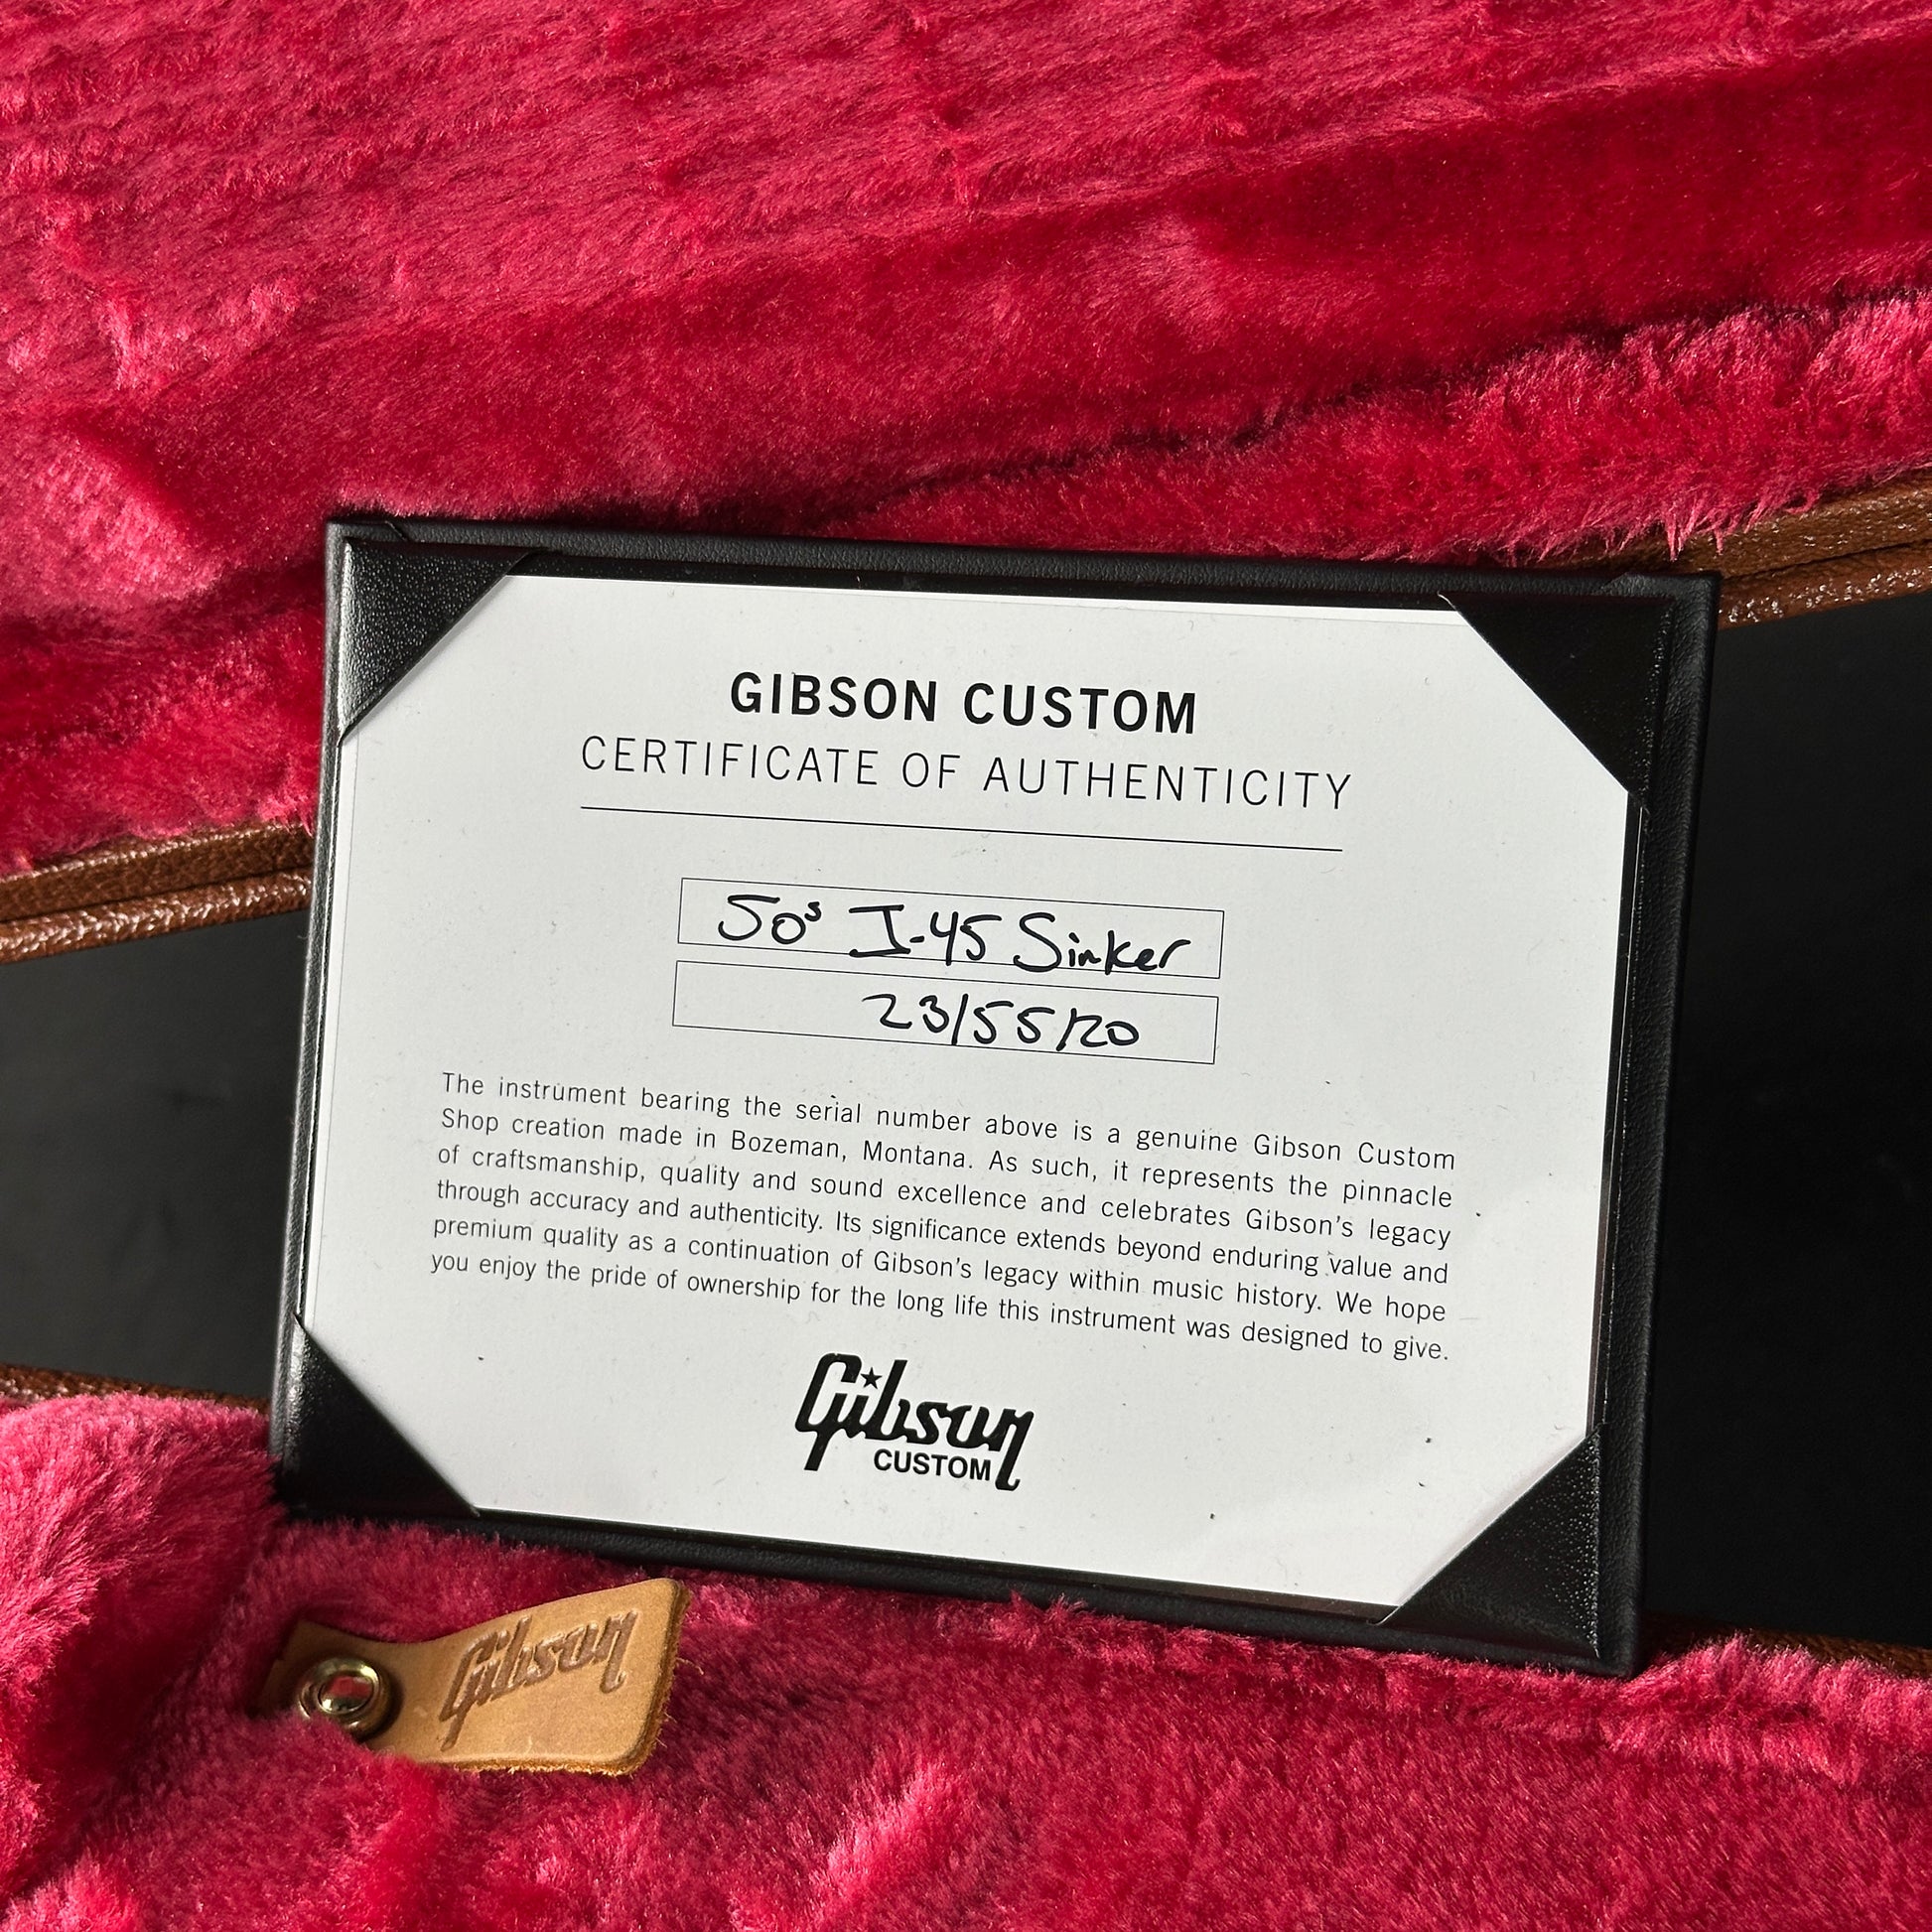 GIBSON CUSTOM
CERTIFICATE OF AUTHENTICITY
50s J-45 Sinker
23/55/20
The instrument bearing the serial number above is a genuine Gibson Custom
Shop creation made in Bozeman, Montana. As such, it represents the pinnacle
of craftsmanship, quality and sound excellence and celebrates Gibson's legacy
through accuracy and authenticity. Its significance extends beyond enduring value and
premium quality as a continuation of Gibson's legacy within music history. We hope
you enjoy the pride of ownership for the long life this instrument was designed to give.
Gibson
CUSTOM
Gibson